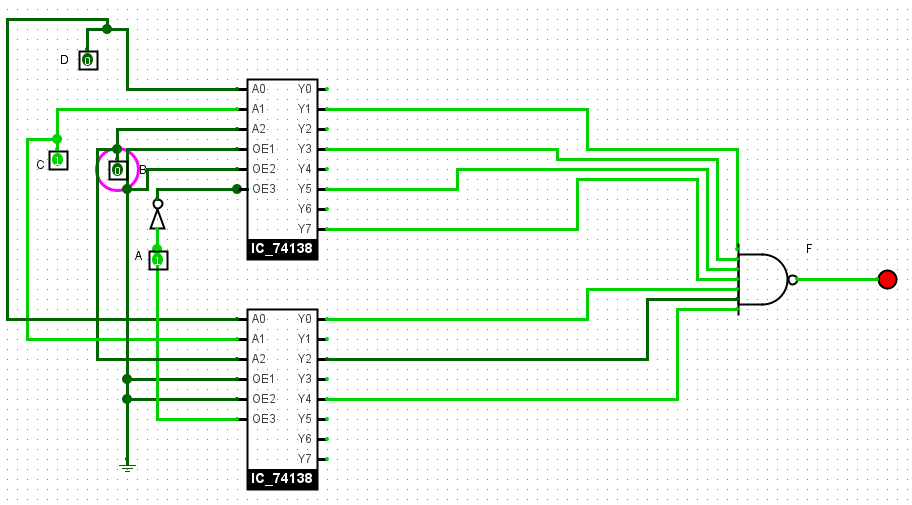 D
0
A0 Y0
A1 Y1
A2 Y2
OE1 Y3
C 1
0 B
OE2 Y4
OE3 Y5
Y6
Y7
IC_74138
A 1
F
A0 Y0
A1 Y1
A2 Y2
OE1 Y3
OE2 Y4
OE3 Y5
Y6
Y7
IC_74138